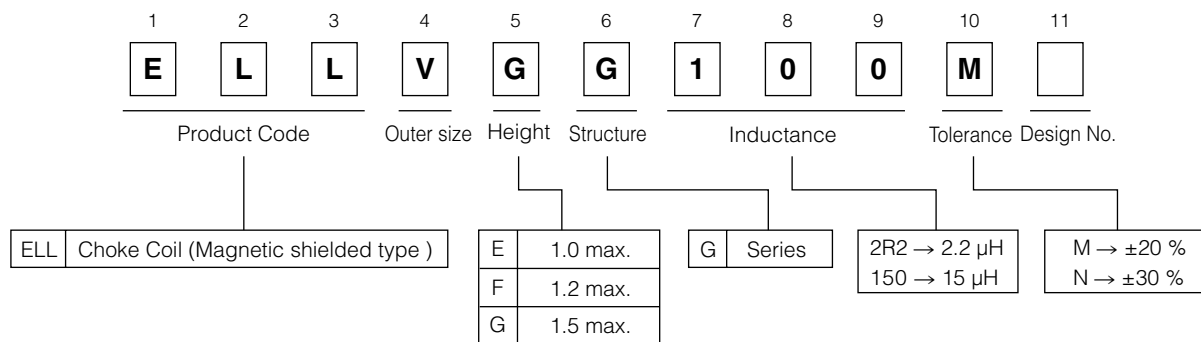 1 2 3 4 5 6 7 8 9 10 11
E L L V G G 1 0 0 M
Product Code Outer size Height Structure Inductance Tolerance Design No.
ELL Choke Coil (Magnetic shielded type )
E 1.0 max.
F 1.2 max.
G 1.5 max.
G Series
2R2 → 2.2 µH
150 → 15 µH
M → ±20 %
N → ±30 %